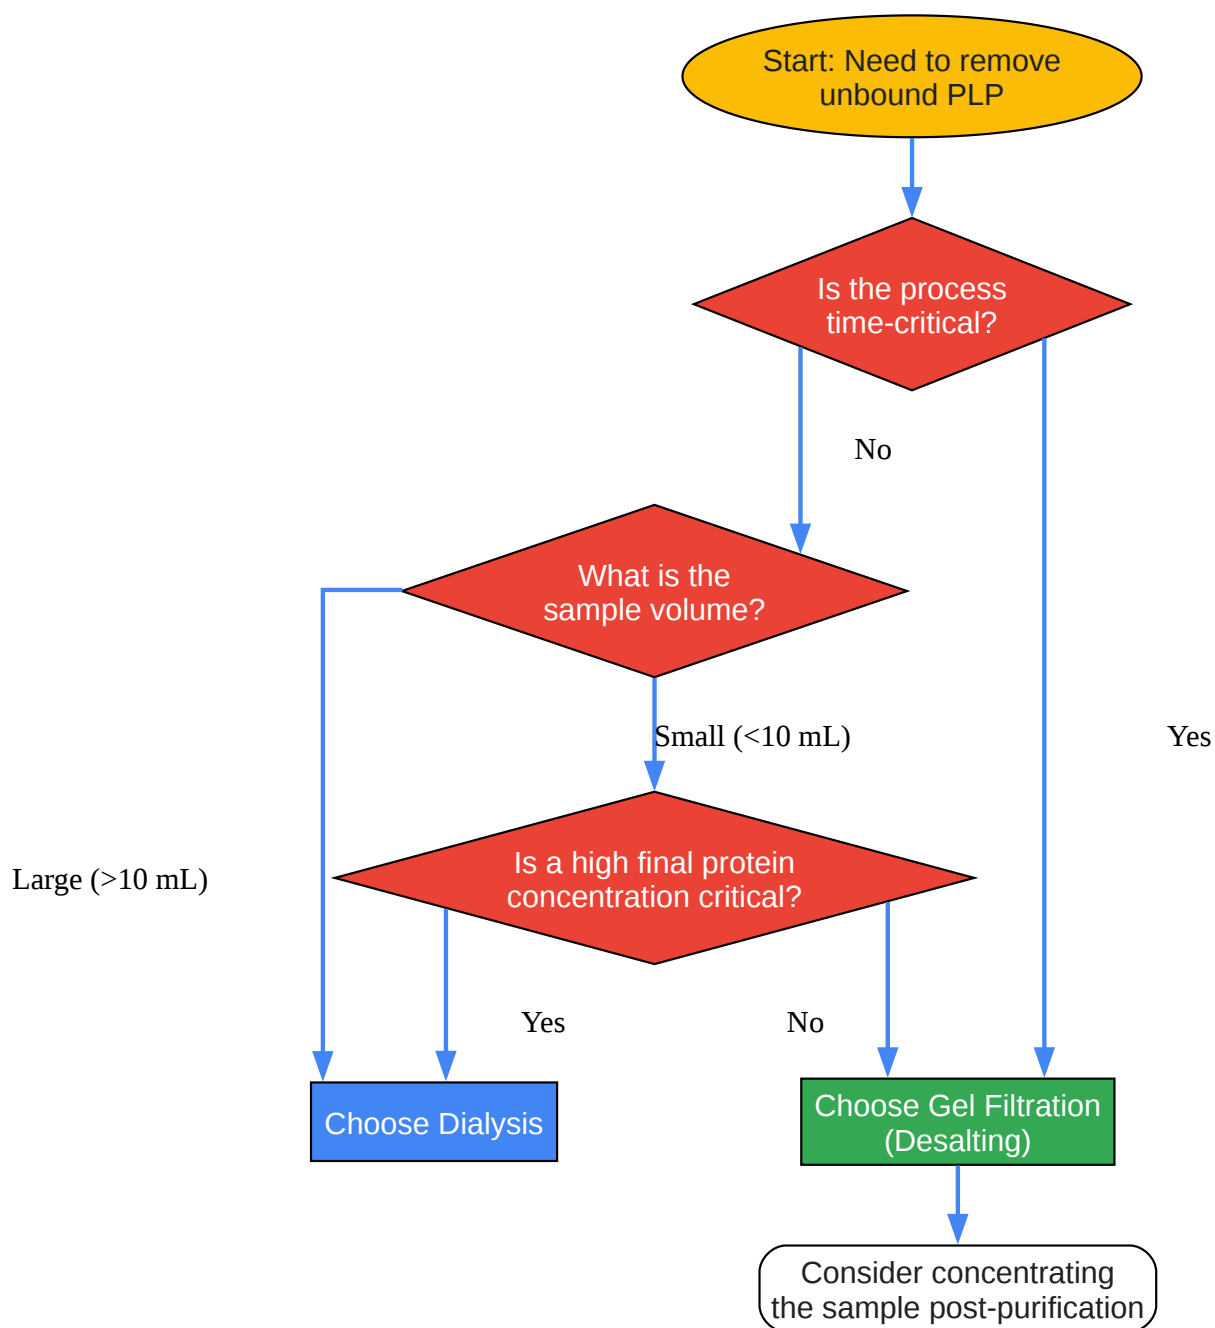 Start: Need to remove
unbound PLP
Is the process
time-critical?
No
What is the
sample volume?
Small (<10 mL)
Yes
Is a high final protein
concentration critical?
Large (>10 mL)
Yes
No
Choose Dialysis
Choose Gel Filtration
(Desalting)
Consider concentrating
the sample post-purification